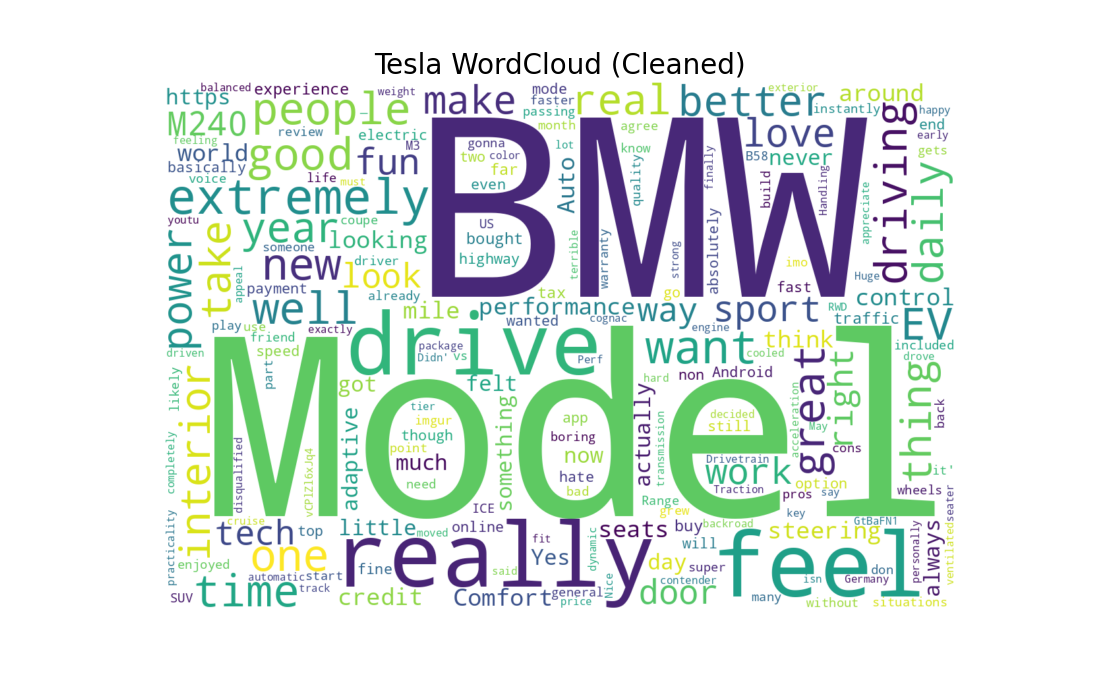 Tesla WordCloud (Cleaned)
balanced experience weight mode faster exterior
https people make passing real better instantly around
M240 review electric M3 month agree love end happy early
feeling world good fun gonna color lot know B58 never gets
basically two far finally
voice life must even BMW Auto quality build Handling driving daily
extremely
youtu coupe US appreciate
year looking bought terrible warranty strong absolutely imo
someone driver highway
power take appeal new look tax go fast Huge
payment already mile performance way sport control
well wanted cognac engine RWD traffic EV
play use exactly drive package Didn' vs Perf want think included
friend cooled drove
driven speed part got felt non Android great right thing
likely tier hard acceleration back
interior adaptive imgur app decided still May
though boring actually transmission
completely disqualified vCPlZ16xJq4 point much something now Drivetrain cons it'
need hate work option
Model bad Range Traction pros say wheels
practicality cruise ICE grew key seater
tech top little online seats buy backroad steering GtBaFN1
moved fit will
one really Yes dynamic day feel personally always ventilated
enjoyed fine said super contender isn don
automatic start Nice Germany
SUV time track credit Comfort general door many
price without situations